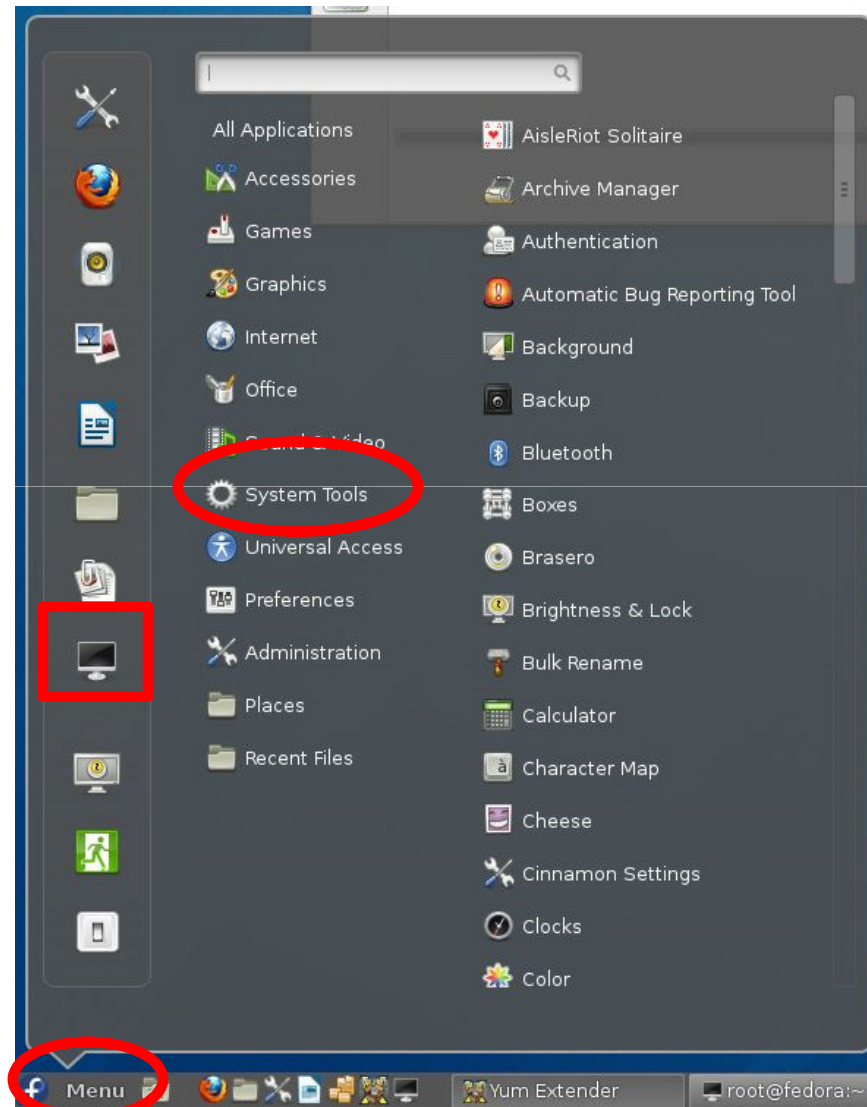 All Applications
Accessories
Games
Graphics
Internet
Office
Sound & Video
System Tools
Universal Access
Preferences
Administration
Places
Recent Files
AisleRiot Solitaire
Archive Manager
Authentication
Automatic Bug Reporting Tool
Background
Backup
Bluetooth
Boxes
Brasero
Brightness & Lock
Bulk Rename
Calculator
Character Map
Cheese
Cinnamon Settings
Clocks
Color
Menu
Yum Extender
root@fedora:~